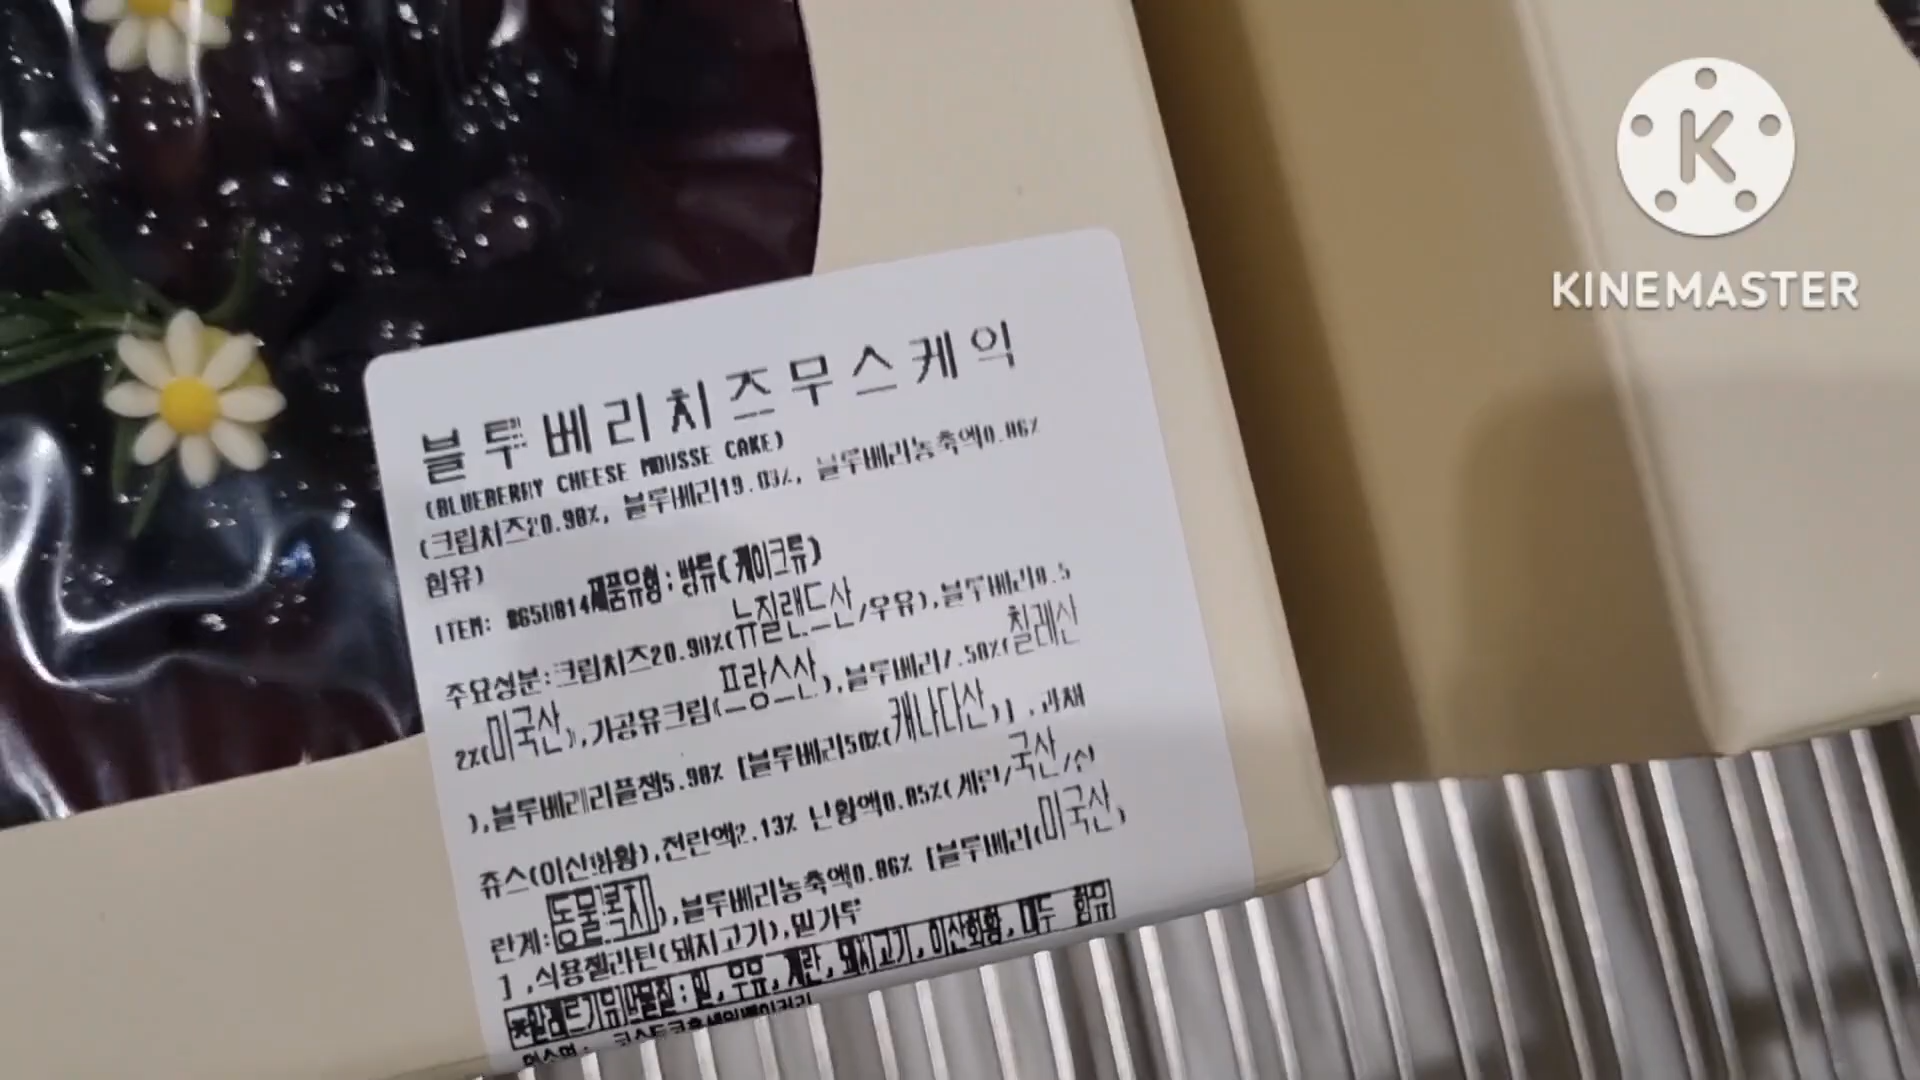 KINEMASTER
블루베리치즈무스케익
(BLUEBERRY CHEESE MOUSSE CAKE)
(크림치즈20.90%, 블루베리19.03%, 블루베리농축액0.86%
함유)
ITEM: 제품유형:빵류(케이크류)
주요성분:크림치즈20.90%(뉴질랜드산/우유),블루베리0.5
2%(미국산),가공유크림(프랑스산),블루베리7.50%(칠레산
),블루베리리플잼5.98% [블루베리50%(캐나다산)],과채
쥬스(이산화황),전란액2.13% 난황액0.85%(계란/국산/산
란계:동물복지),블루베리농축액0.86% [블루베리(미국산)
],식용젤라틴(돼지고기),밀가루
*알레르기유발물질:밀,우유,계란,돼지고기,이산화황,대두 함유